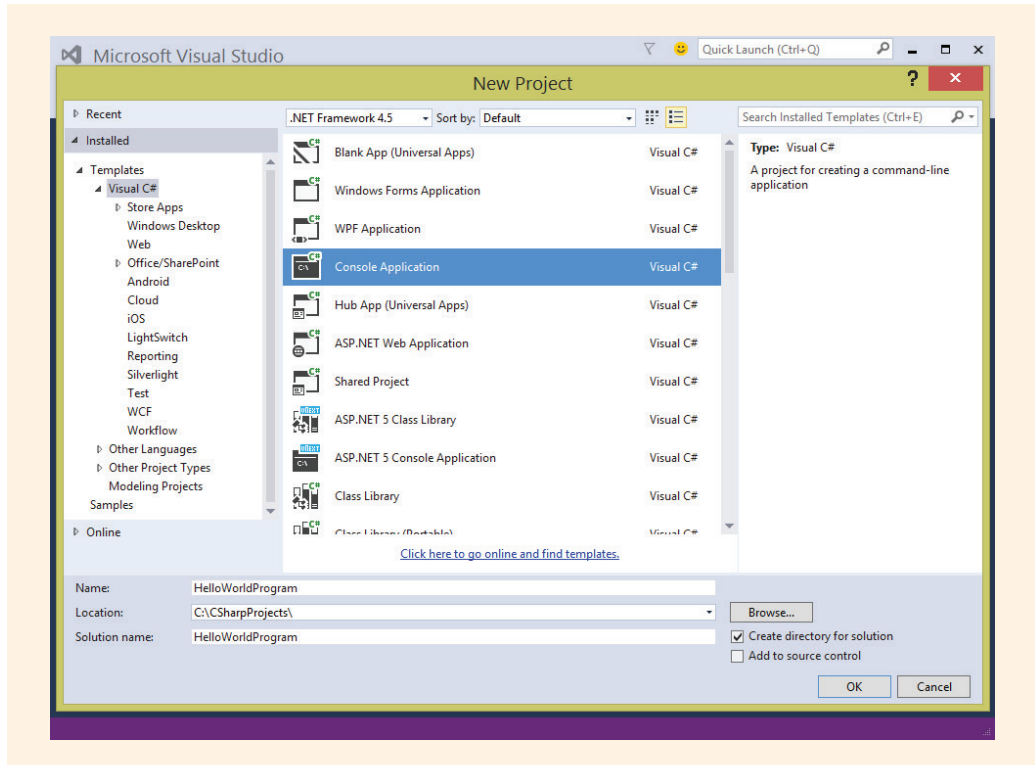 Microsoft Visual Studio
Quick Launch (Ctrl+Q)
New Project
?
Recent
.NET Framework 4.5
Sort by: Default
Search Installed Templates (Ctrl+E)
Installed
Templates
Visual C#
Store Apps
Windows Desktop
Web
Office/SharePoint
Android
Cloud
iOS
LightSwitch
Reporting
Silverlight
Test
WCF
Workflow
Other Languages
Other Project Types
Modeling Projects
Samples
Online
Blank App (Universal Apps) Visual C#
Windows Forms Application Visual C#
WPF Application Visual C#
Console Application Visual C#
Hub App (Universal Apps) Visual C#
ASP.NET Web Application Visual C#
Shared Project Visual C#
ASP.NET 5 Class Library Visual C#
ASP.NET 5 Console Application Visual C#
Class Library Visual C#
Class Library (Portable) Visual C#
Click here to go online and find templates.
Type: Visual C#
A project for creating a command-line
application
Name: HelloWorldProgram
Location: C:\CSharpProjects\
Browse...
Solution name: HelloWorldProgram
Create directory for solution
Add to source control
OK
Cancel